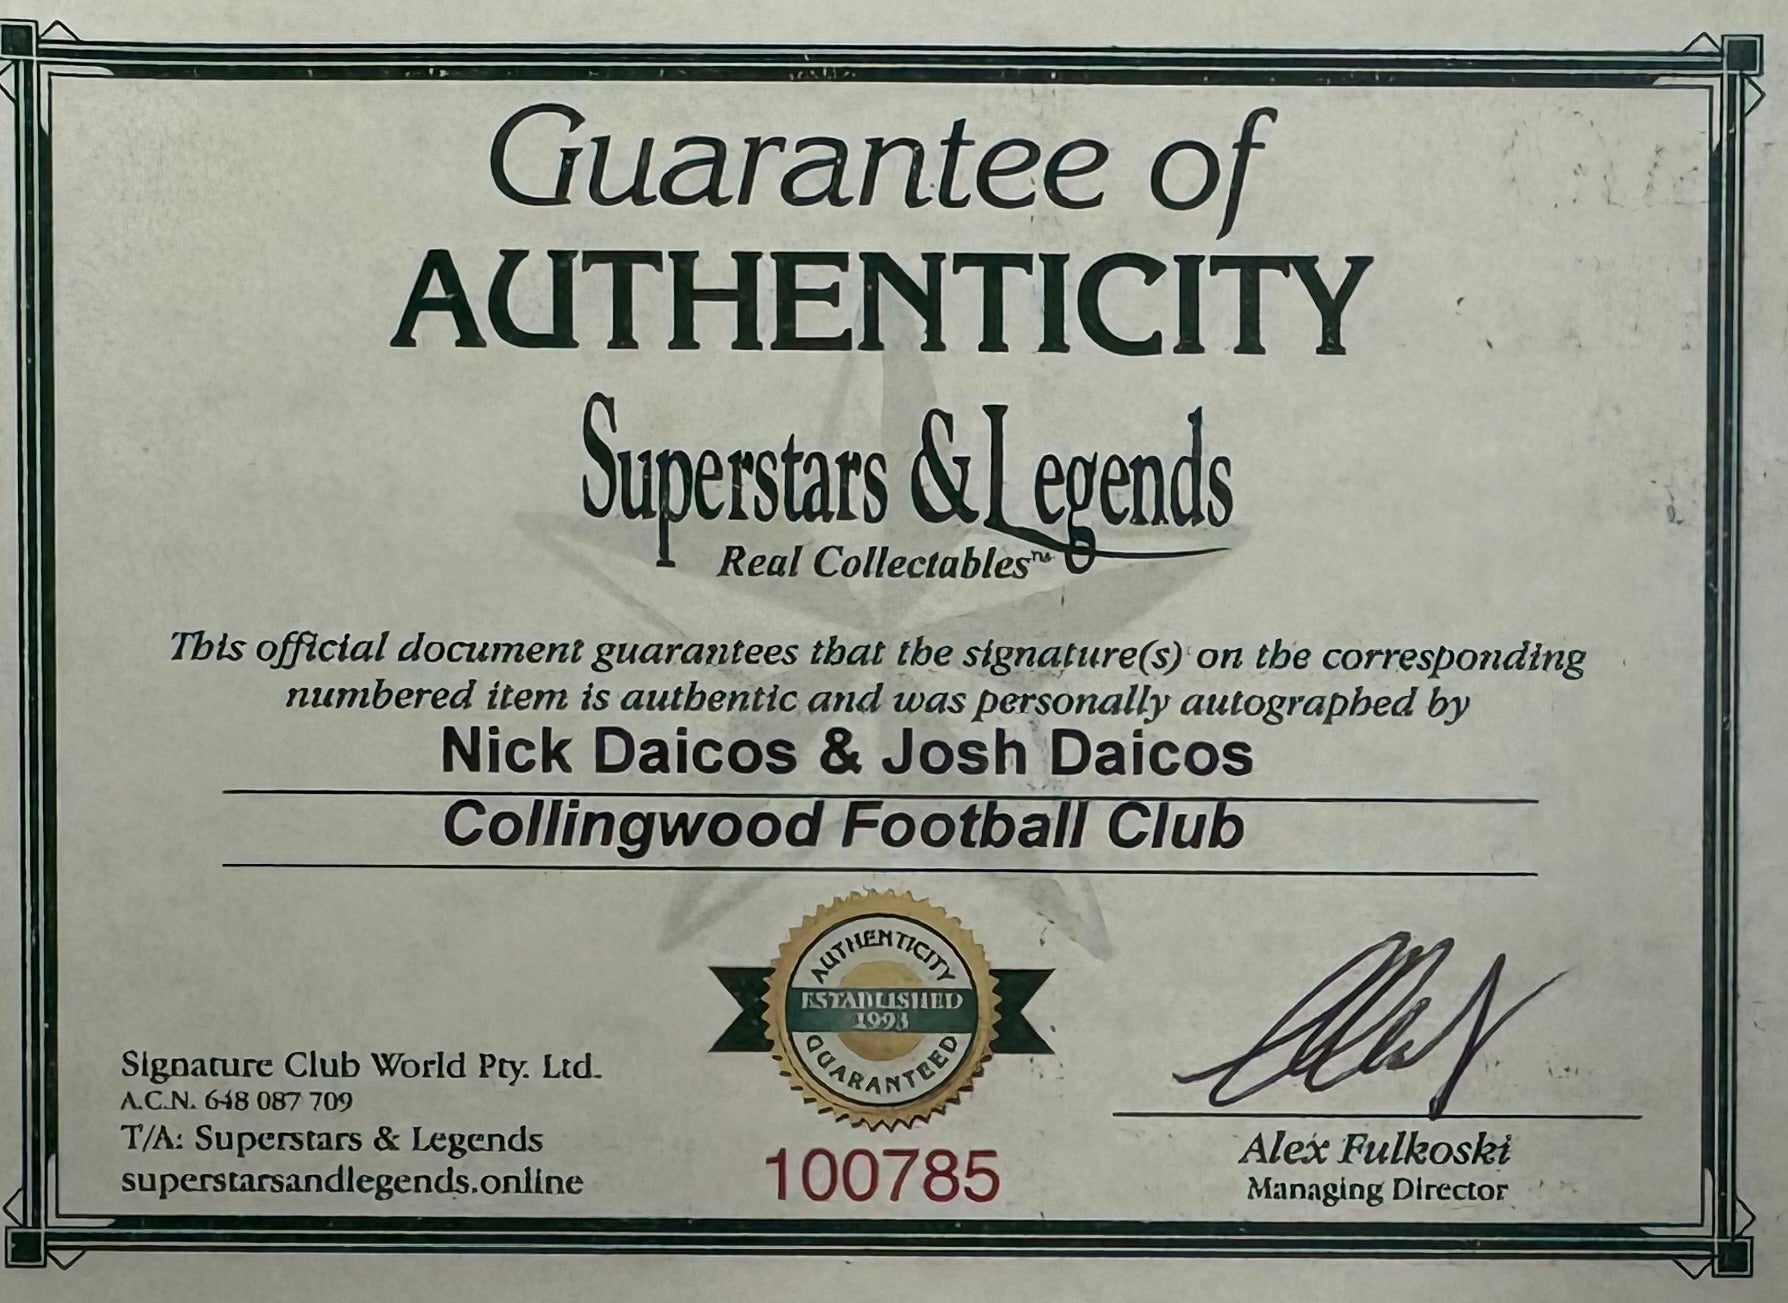 Guarantee of
AUTHENTICITY
Superstars & Legends
Real Collectables™
This official document guarantees that the signature(s) on the corresponding
numbered item is authentic and was personally autographed by
Nick Daicos & Josh Daicos
Collingwood Football Club
AUTHENTICITY
ESTABLISHED
1993
GUARANTEED
Signature Club World Pty. Ltd.
A.C.N. 648 087 709
T/A: Superstars & Legends
superstarsandlegends.online
100785
Alex Fulkoski
Managing Director